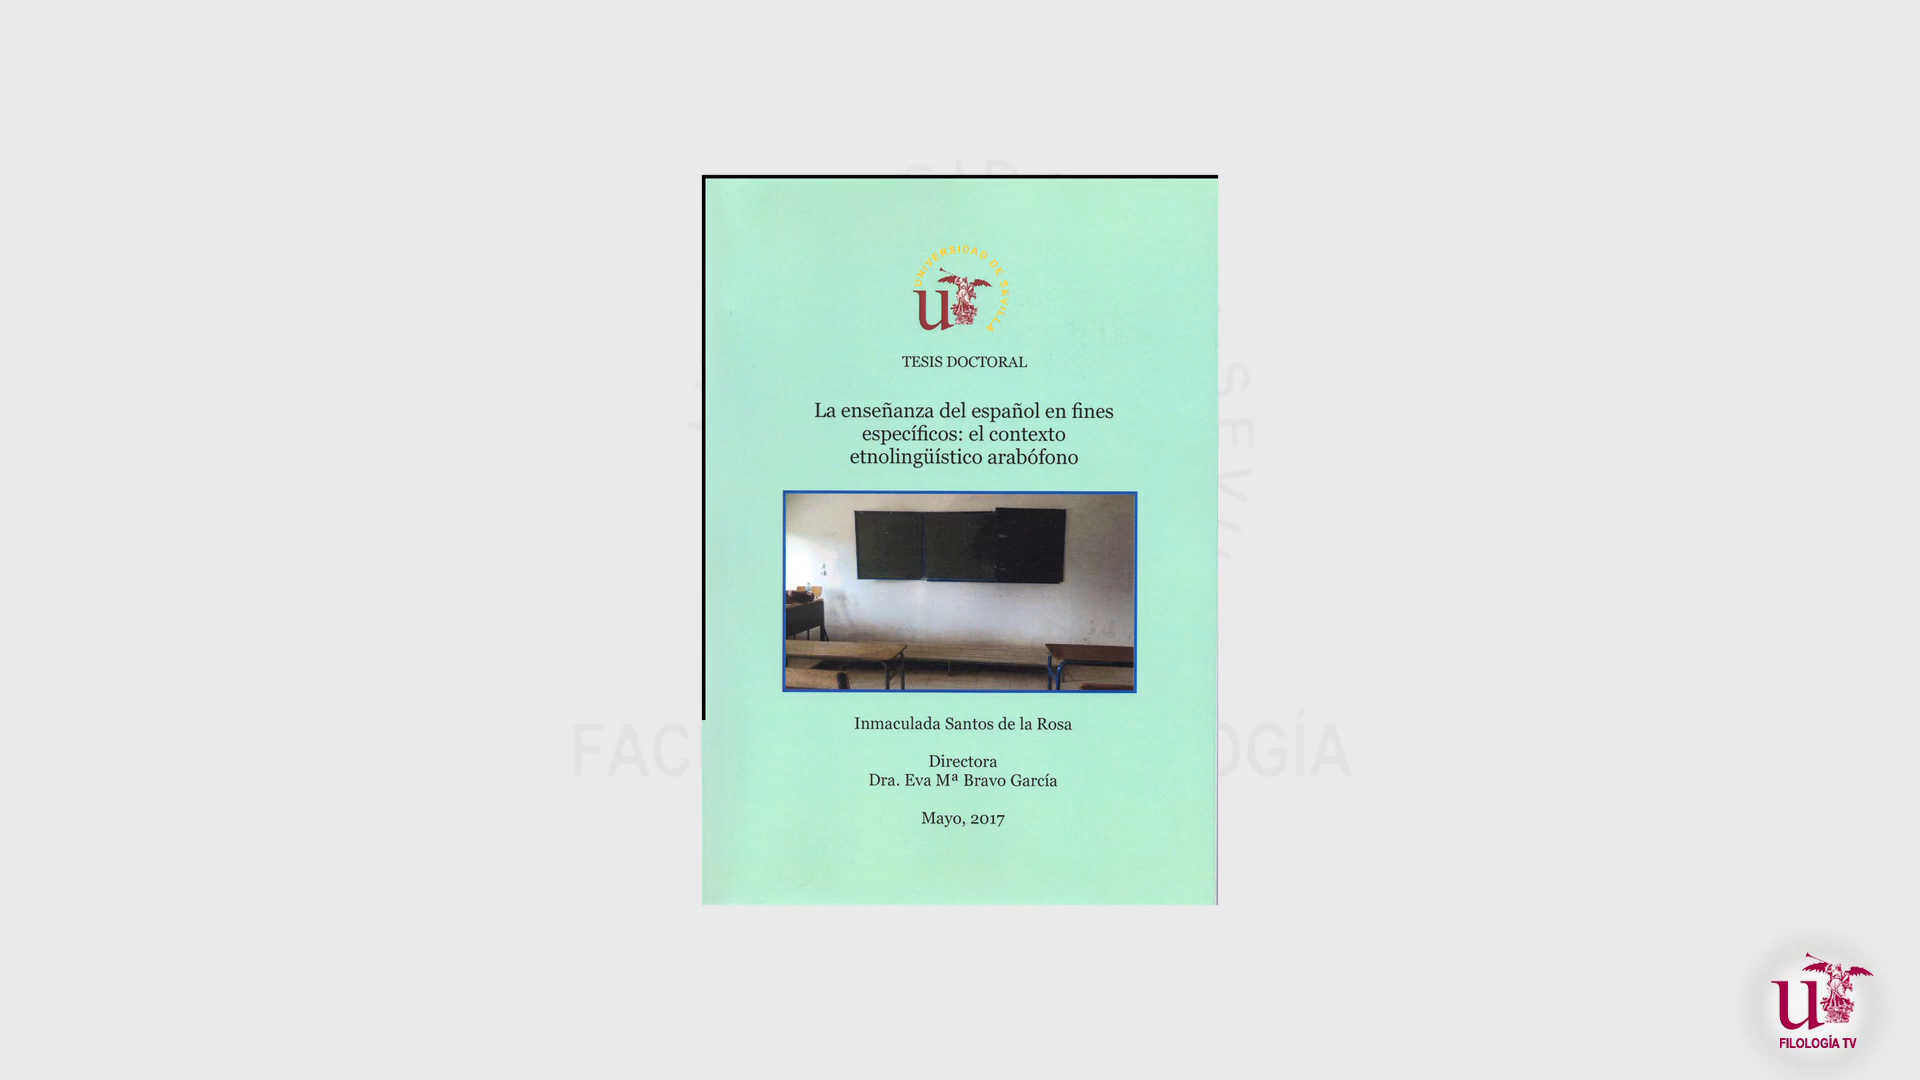 UNIVERSIDAD DE SEVILLA
TESIS DOCTORAL
La enseñanza del español en fines
específicos: el contexto
etnolingüístico arabófono
Inmaculada Santos de la Rosa
Directora
Dra. Eva Mª Bravo García
Mayo, 2017
FILOLOGÍA TV